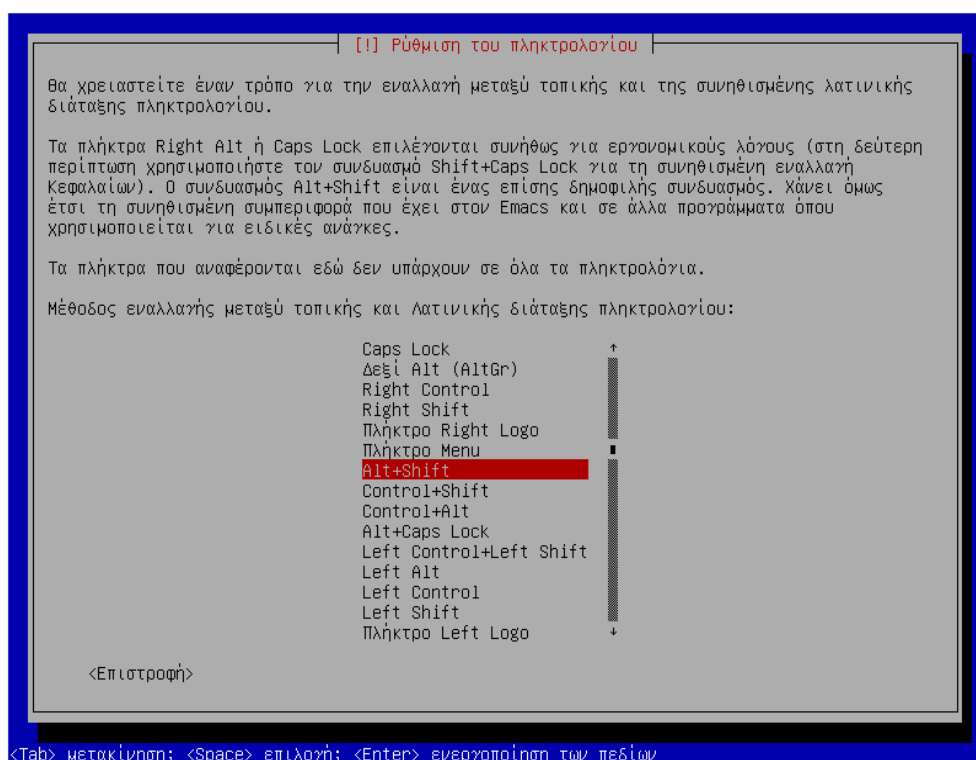 [!] Ρύθμιση του πληκτρολογίου
Θα χρειαστείτε έναν τρόπο για την εναλλαγή μεταξύ τοπικής και της συνηθισμένης λατινικής
διάταξης πληκτρολογίου.
Τα πλήκτρα Right Alt ή Caps Lock επιλέγονται συνήθως για εργονομικούς λόγους (στη δεύτερη
περίπτωση χρησιμοποιήστε τον συνδυασμό Shift+Caps Lock για τη συνηθισμένη εναλλαγή
Κεφαλαίων). Ο συνδυασμός Alt+Shift είναι ένας επίσης δημοφιλής συνδυασμός. Χάνει όμως
έτσι τη συνηθισμένη συμπεριφορά που έχει στον Emacs και σε άλλα προγράμματα όπου
χρησιμοποιείται για ειδικές ανάγκες.
Τα πλήκτρα που αναφέρονται εδώ δεν υπάρχουν σε όλα τα πληκτρολόγια.
Μέθοδος εναλλαγής μεταξύ τοπικής και Λατινικής διάταξης πληκτρολογίου:
Caps Lock
Δεξί Alt (AltGr)
Right Control
Right Shift
Πλήκτρο Right Logo
Πλήκτρο Menu
Alt+Shift
Control+Shift
Control+Alt
Alt+Caps Lock
Left Control+Left Shift
Left Alt
Left Control
Left Shift
Πλήκτρο Left Logo
<Επιστροφή>
<Tab> μετακίνηση; <Space> επιλογή; <Enter> ενεργοποίηση των πεδίων